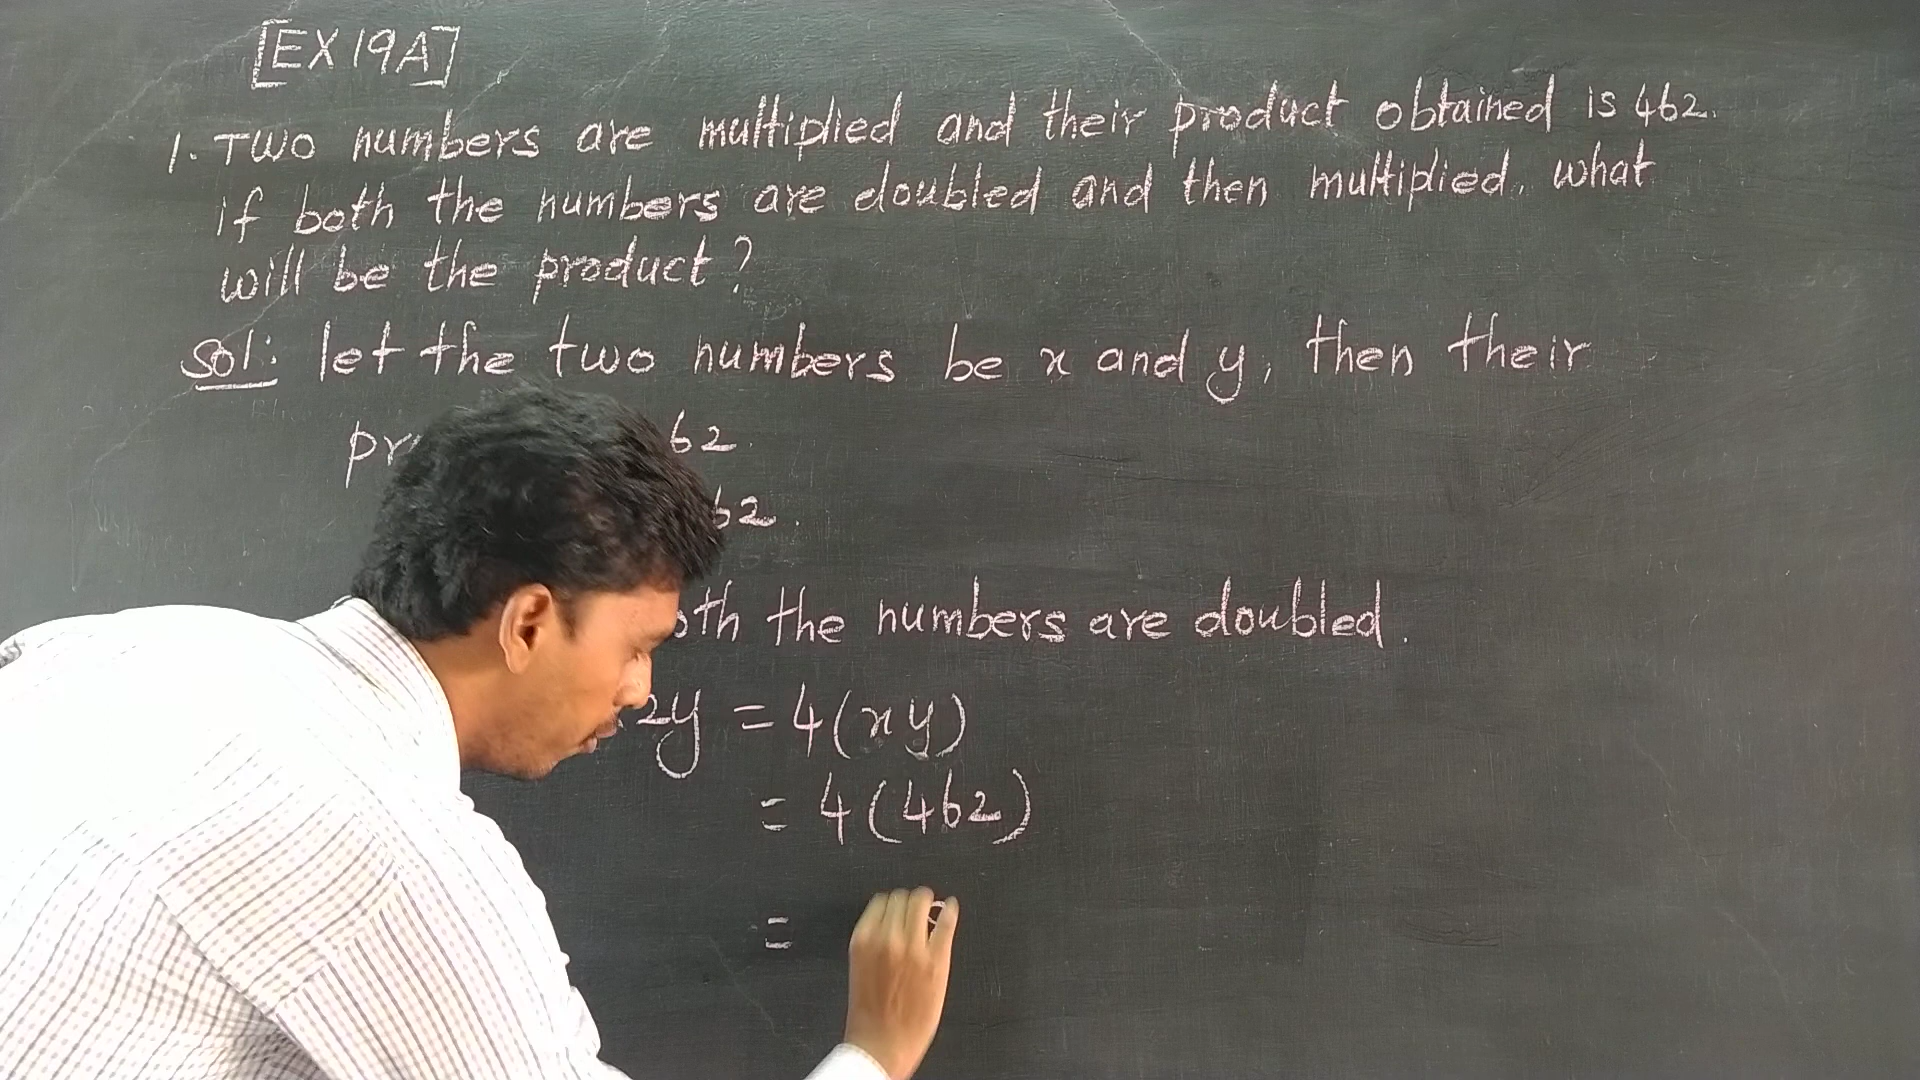 [EX 19A]
1. Two numbers are multiplied and their product obtained is 462.
if both the numbers are doubled and then multiplied, what
will be the product?
Sol: let the two numbers be x and y, then their
62.
62.
the numbers are doubled.
2y = 4(xy)
= 4(462)
=